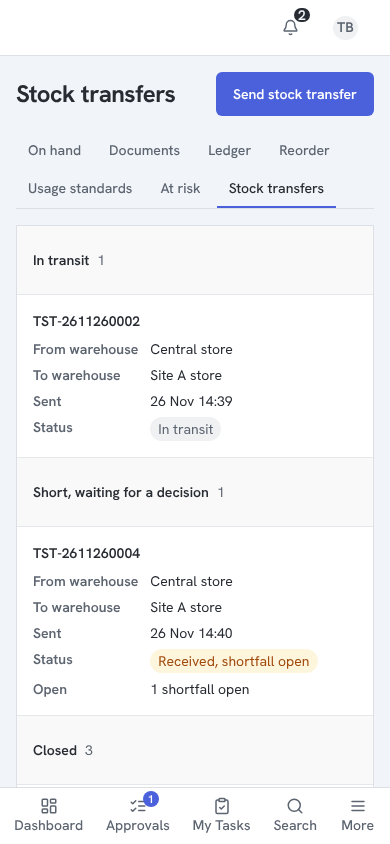 2
TB
Stock transfers
Send stock transfer
On hand Documents Ledger Reorder
Usage standards At risk Stock transfers
In transit 1
TST-2611260002
From warehouse Central store
To warehouse Site A store
Sent 26 Nov 14:39
Status In transit
Short, waiting for a decision 1
TST-2611260004
From warehouse Central store
To warehouse Site A store
Sent 26 Nov 14:40
Status Received, shortfall open
Open 1 shortfall open
Closed 3
1
Dashboard Approvals My Tasks Search More